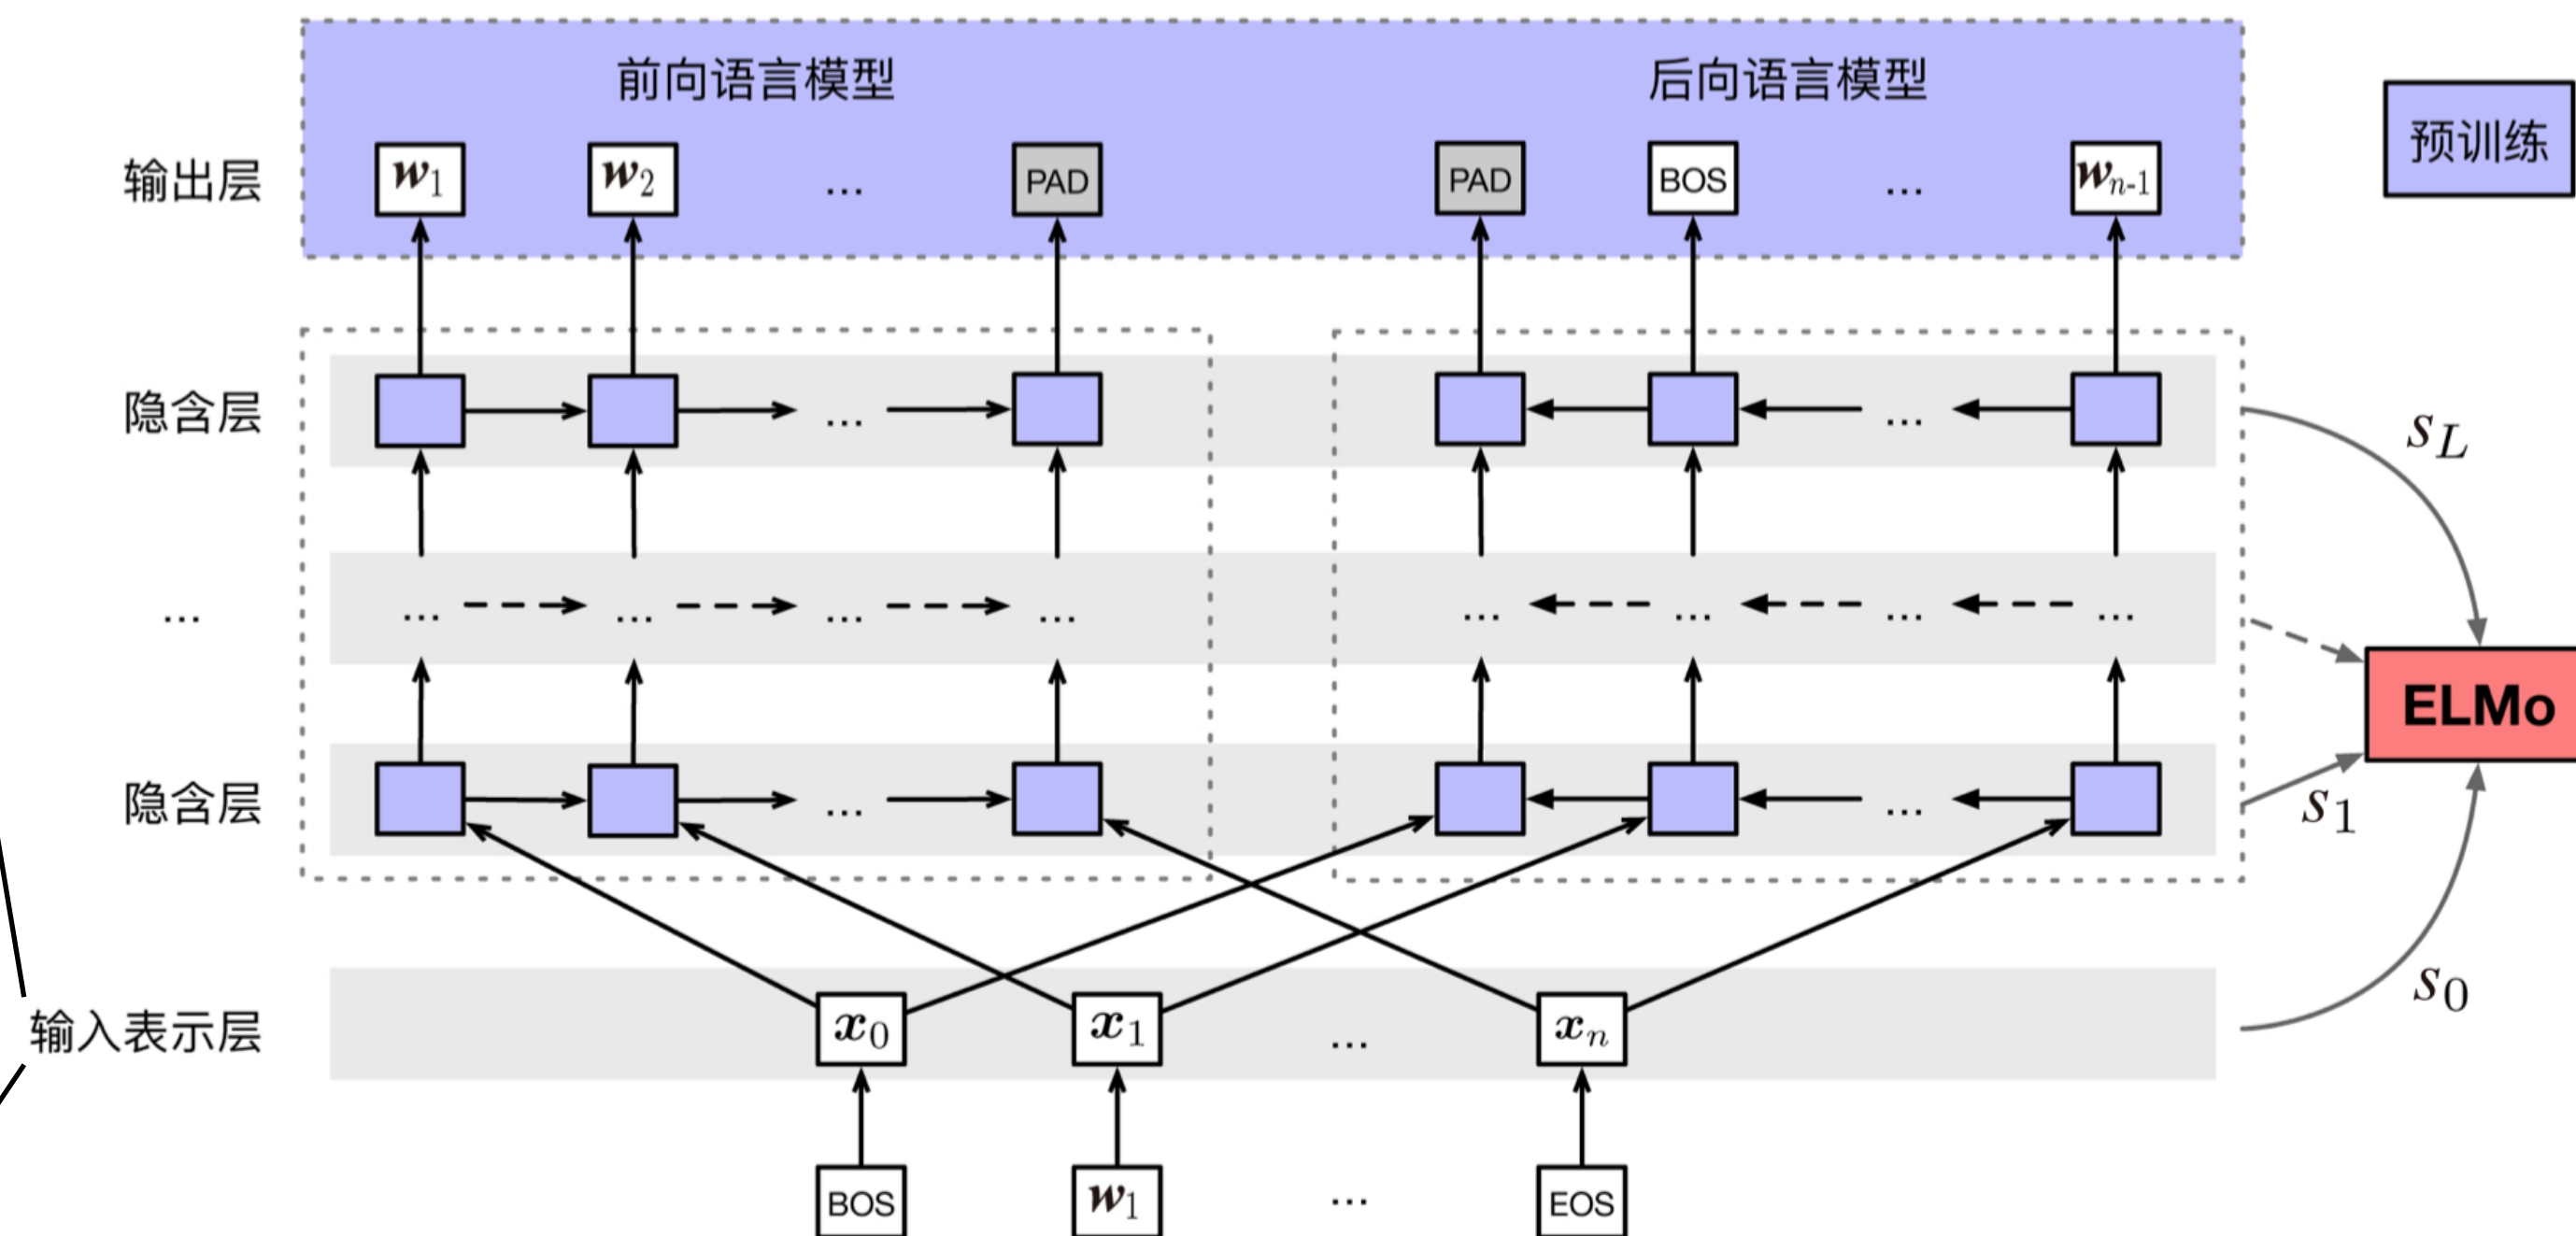 前向语言模型 后向语言模型
预训练
输出层 w1 w2 ... PAD PAD BOS ... wn-1
隐含层 ... ... sL
... ... ... ... ... ... ... ... ...
ELMo
隐含层 ... ... s1
s0
输入表示层 x0 x1 ... xn
BOS w1 ... EOS